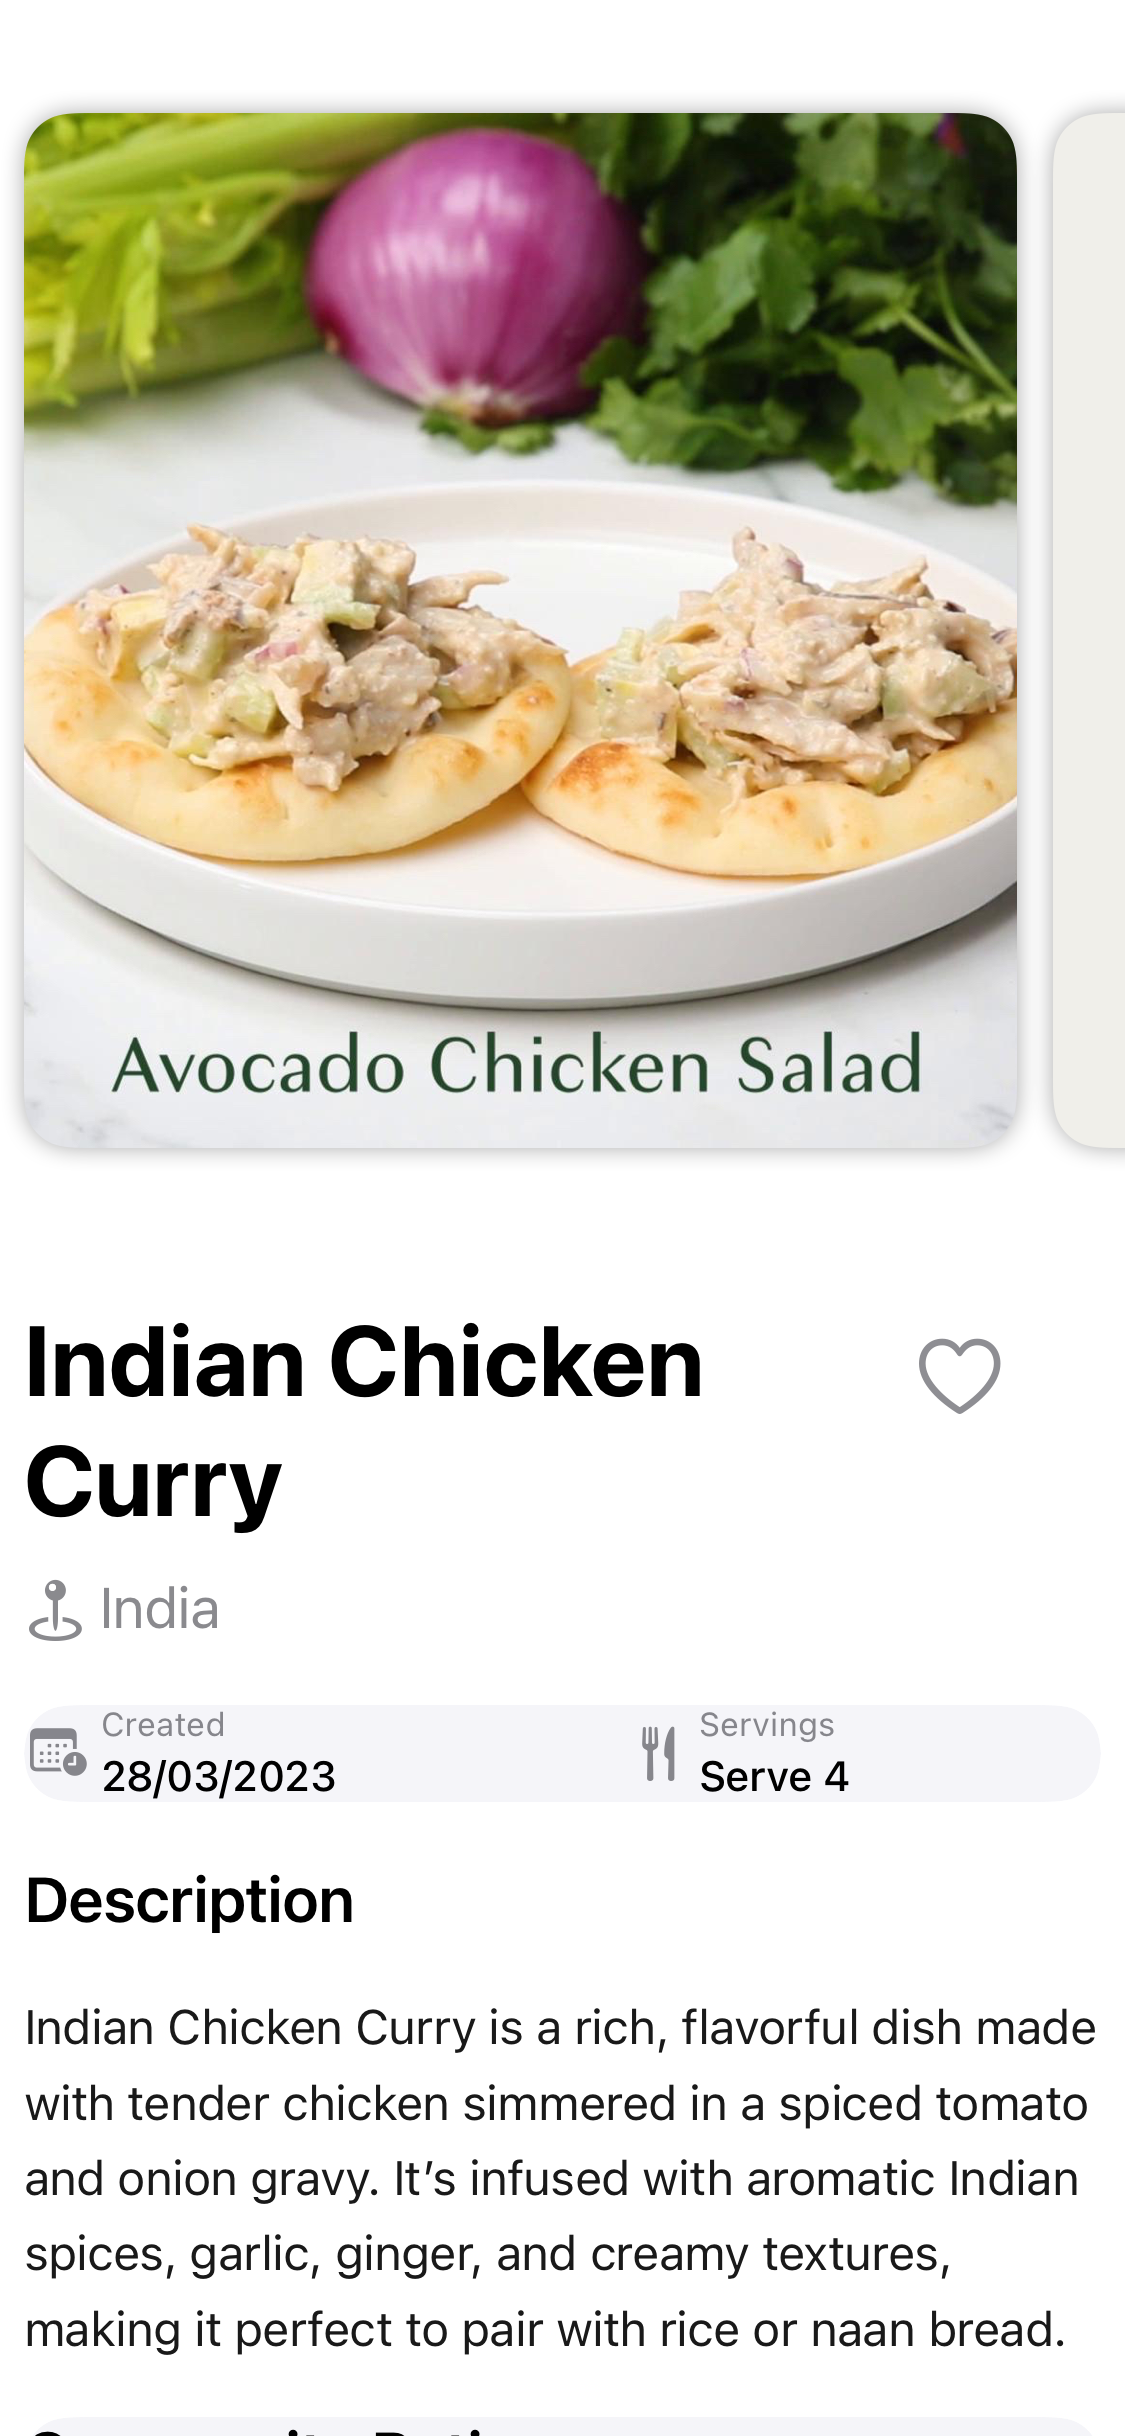 Avocado Chicken Salad
Indian Chicken
Curry
India
Created
28/03/2023
Servings
Serve 4
Description
Indian Chicken Curry is a rich, flavorful dish made
with tender chicken simmered in a spiced tomato
and onion gravy. It’s infused with aromatic Indian
spices, garlic, ginger, and creamy textures,
making it perfect to pair with rice or naan bread.